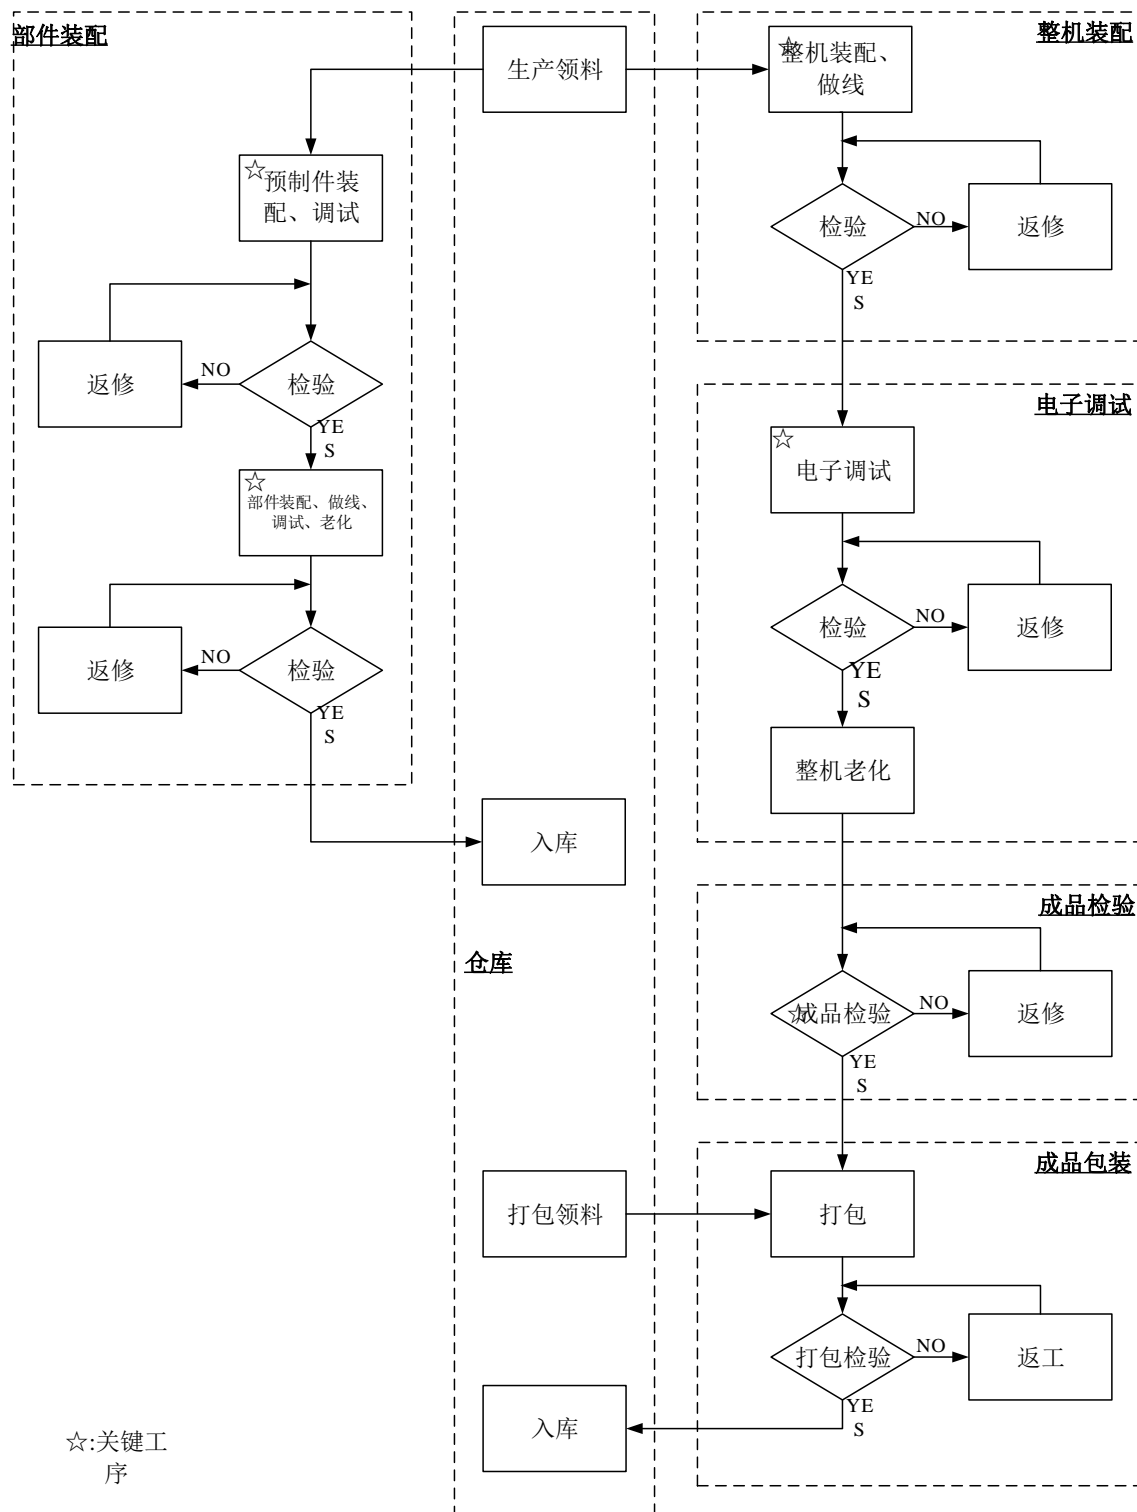 部件装配
生产领料
整机装配
☆整机装配、
做线
☆预制件装
配、调试
检验
NO
返修
YE
S
返修
NO
检验
YE
S
电子调试
☆
电子调试
☆
部件装配、做线、
调试、老化
检验
NO
返修
YE
S
返修
NO
检验
YE
S
整机老化
入库
成品检验
仓库
☆成品检验
NO
返修
YE
S
成品包装
打包领料
打包
打包检验
NO
返工
YE
S
入库
☆:关键工
序